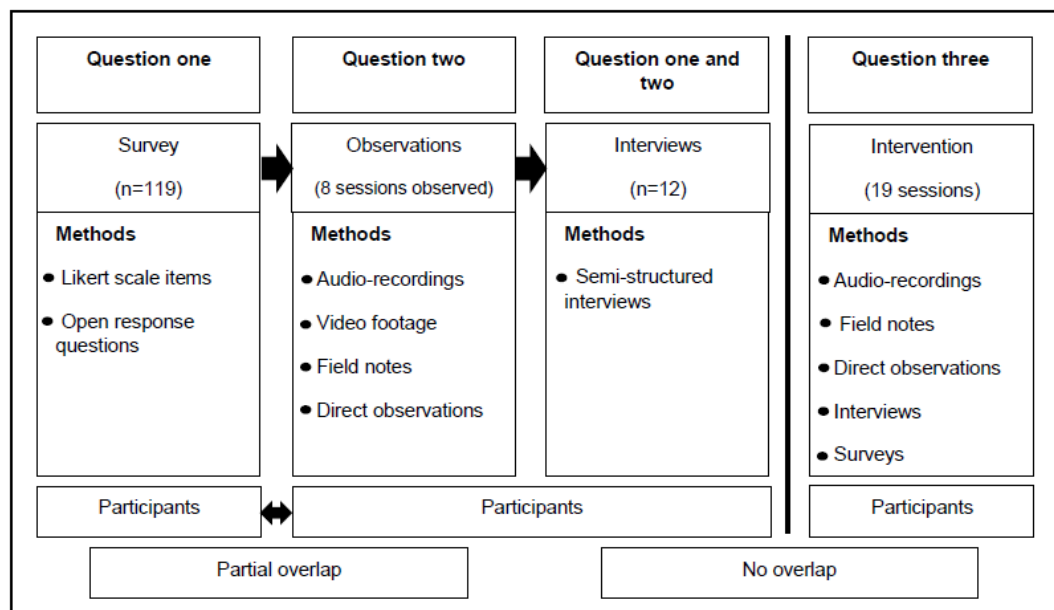 Question one
Question two
Question one and
two
Question three
Survey
(n=119)
Observations
(8 sessions observed)
Interviews
(n=12)
Intervention
(19 sessions)
Methods
● Likert scale items
● Open response
questions
Methods
● Audio-recordings
● Video footage
● Field notes
● Direct observations
Methods
● Semi-structured
interviews
Methods
● Audio-recordings
● Field notes
● Direct observations
● Interviews
● Surveys
Participants
Participants
Participants
Partial overlap
No overlap